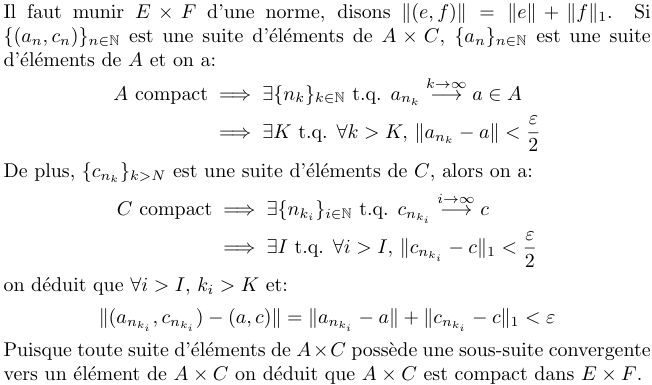 Il faut munir $E \times F$ d'une norme, disons $\|(e, f)\| = \|e\| + \|f\|_1$. Si
$\{(a_n, c_n)\}_{n\in\mathbb{N}}$ est une suite d'éléments de $A \times C$, $\{a_n\}_{n\in\mathbb{N}}$ est une suite
d'éléments de $A$ et on a:
$A$ compact $\implies \exists \{n_k\}_{k\in\mathbb{N}}$ t.q. $a_{n_k} \overset{k\to\infty}{\longrightarrow} a \in A$
$\implies \exists K$ t.q. $\forall k > K$, $\|a_{n_k} - a\| < \frac{\varepsilon}{2}$
De plus, $\{c_{n_k}\}_{k>N}$ est une suite d'éléments de $C$, alors on a:
$C$ compact $\implies \exists \{n_{k_i}\}_{i\in\mathbb{N}}$ t.q. $c_{n_{k_i}} \overset{i\to\infty}{\longrightarrow} c$
$\implies \exists I$ t.q. $\forall i > I$, $\|c_{n_{k_i}} - c\|_1 < \frac{\varepsilon}{2}$
on déduit que $\forall i > I$, $k_i > K$ et:
$\|(a_{n_{k_i}}, c_{n_{k_i}}) - (a, c)\| = \|a_{n_{k_i}} - a\| + \|c_{n_{k_i}} - c\|_1 < \varepsilon$
Puisque toute suite d'éléments de $A \times C$ possède une sous-suite convergente
vers un élément de $A \times C$ on déduit que $A \times C$ est compact dans $E \times F$.